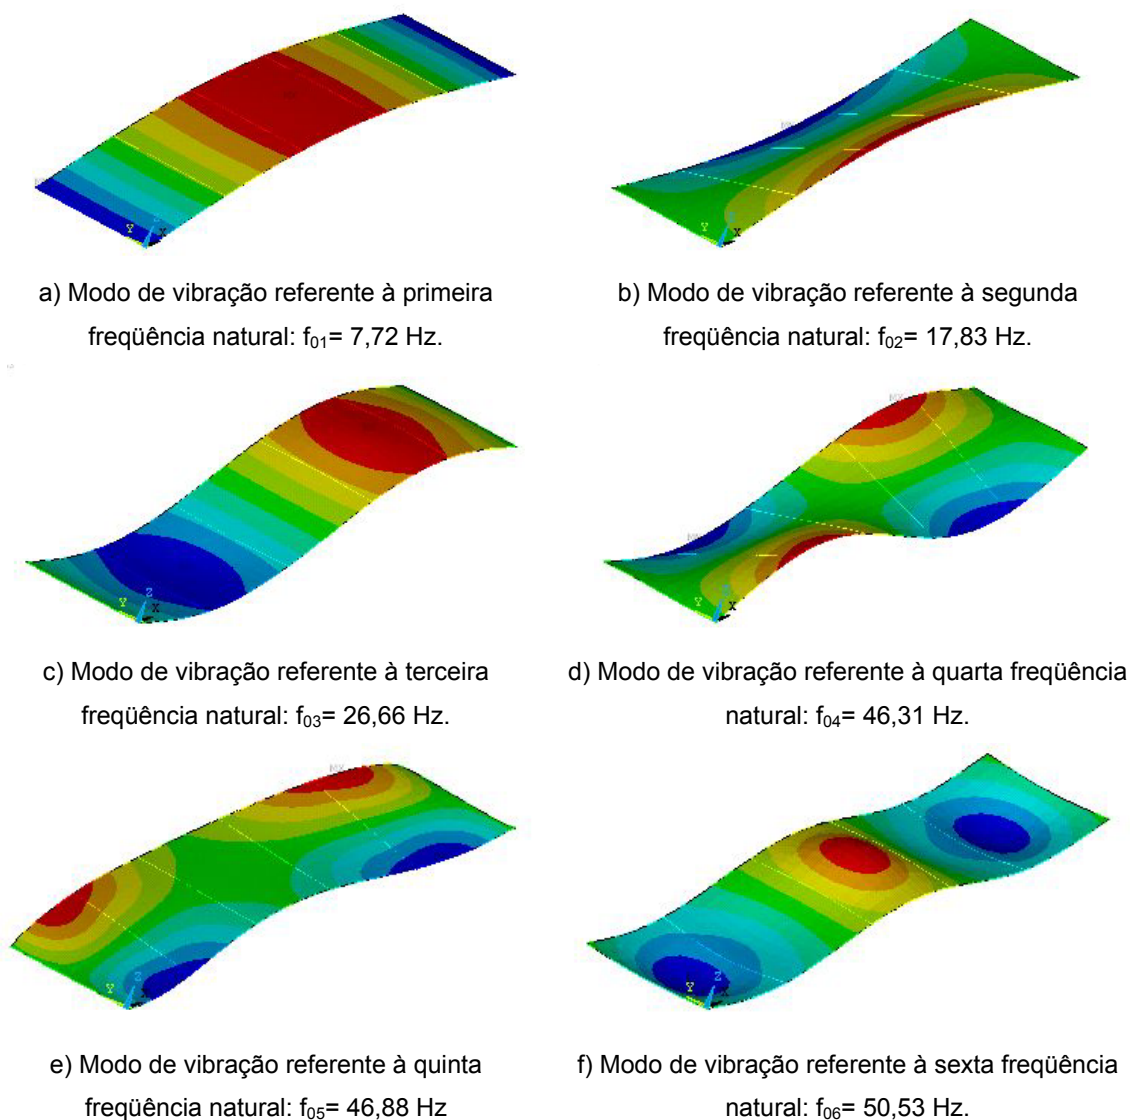 a) Modo de vibração referente à primeira
freqüência natural: f01= 7,72 Hz.
b) Modo de vibração referente à segunda
freqüência natural: f02= 17,83 Hz.
c) Modo de vibração referente à terceira
freqüência natural: f03= 26,66 Hz.
d) Modo de vibração referente à quarta freqüência
natural: f04= 46,31 Hz.
e) Modo de vibração referente à quinta
freqüência natural: f05= 46,88 Hz
f) Modo de vibração referente à sexta freqüência
natural: f06= 50,53 Hz.